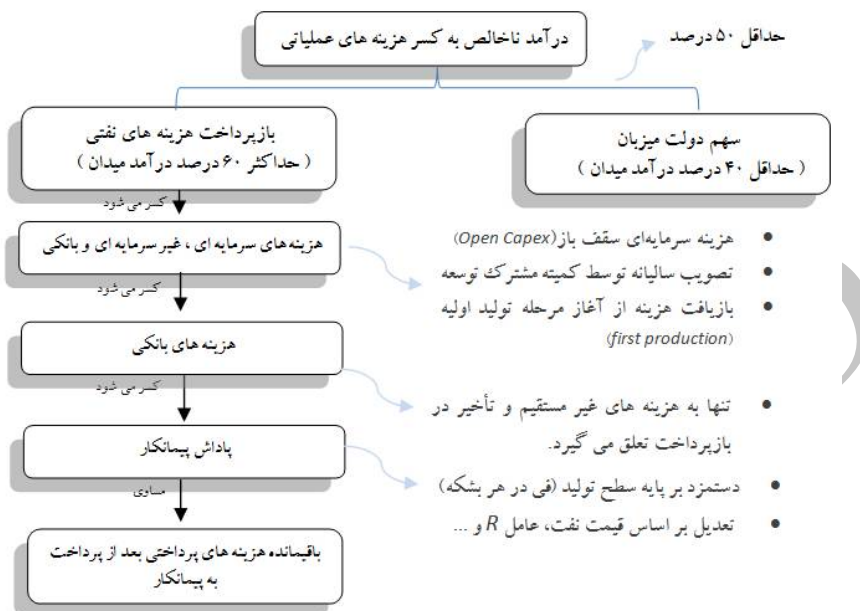 درآمد ناخالص به کسر هزینه های عملیاتی
حداقل ۵۰ درصد
سهم دولت میزبان
( حداقل ۴۰ درصد درآمد میدان )
بازپرداخت هزینه های نفتی
( حداکثر ۶۰ درصد درآمد میدان )
کسر می شود
هزینه‌های سرمایه ای ، غیر سرمایه ای و بانکی
کسر می شود
هزینه های بانکی
کسر می شود
پاداش پیمانکار
مساوی
باقیمانده هزینه های پرداختی بعد از پرداخت
به پیمانکار
• هزینه سرمایه‌ای سقف باز(Open Capex)
• تصویب سالیانه توسط کمیته مشترک توسعه
• بازیافت هزینه از آغاز مرحله تولید اولیه
(first production)
• تنها به هزینه های غیر مستقیم و تأخیر در
بازپرداخت تعلق می گیرد.
• دستمزد بر پایه سطح تولید (فی در هر بشکه)
• تعدیل بر اساس قیمت نفت، عامل R و ...